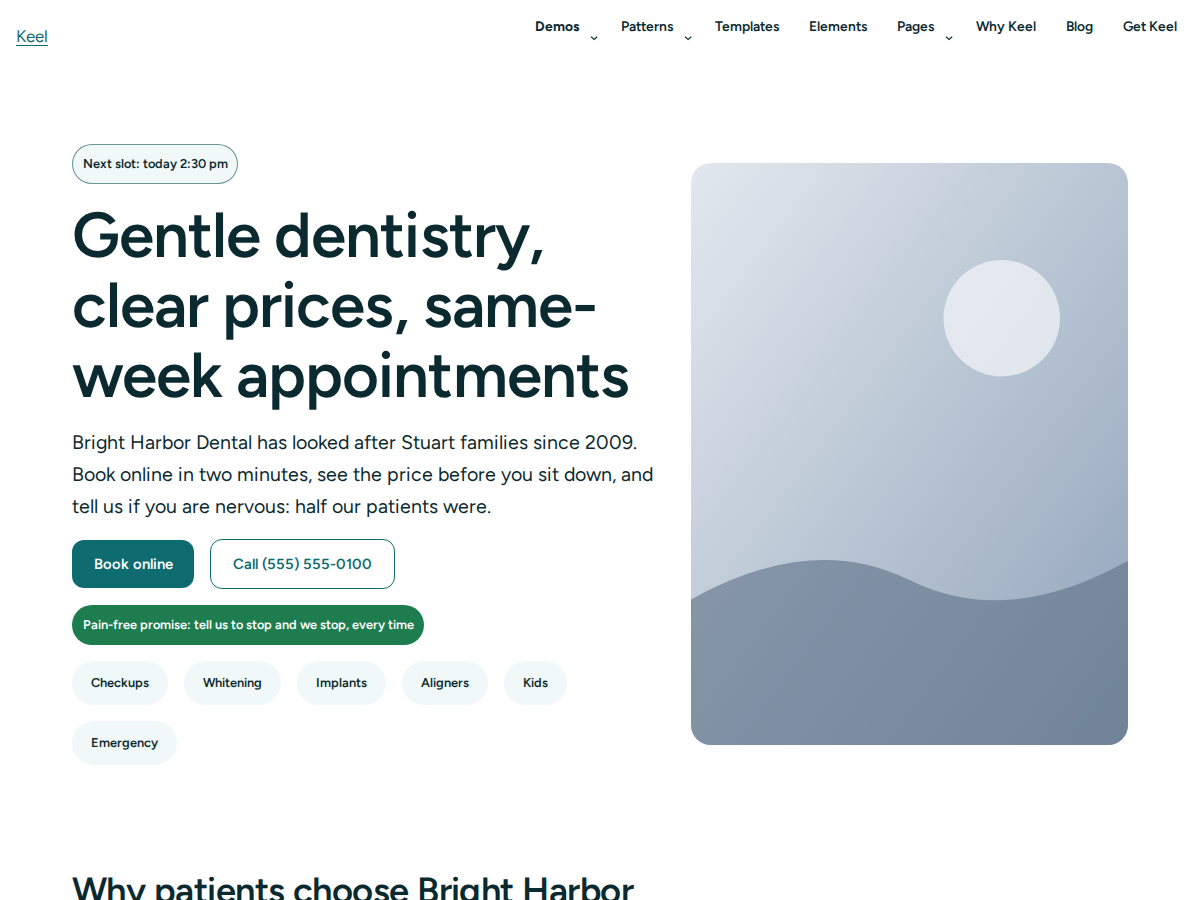 Keel
Demos
Patterns
Templates
Elements
Pages
Why Keel
Blog
Get Keel
Next slot: today 2:30 pm
Gentle dentistry,
clear prices, same-
week appointments
Bright Harbor Dental has looked after Stuart families since 2009.
Book online in two minutes, see the price before you sit down, and
tell us if you are nervous: half our patients were.
Book online
Call (555) 555-0100
Pain-free promise: tell us to stop and we stop, every time
Checkups
Whitening
Implants
Aligners
Kids
Emergency
Why patients choose Bright Harbor